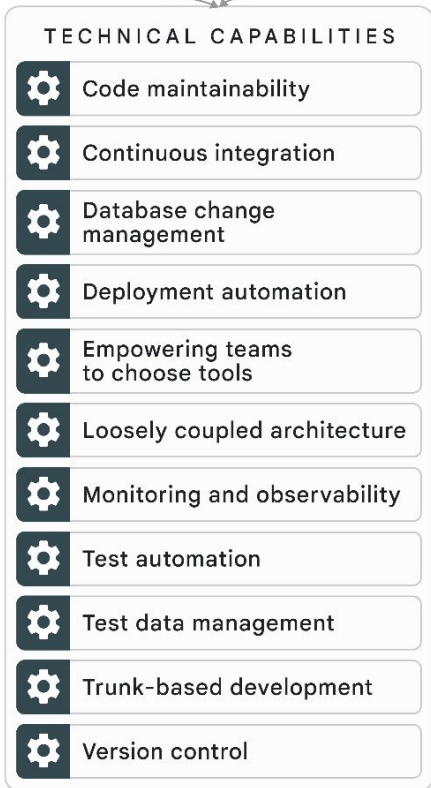 TECHNICAL CAPABILITIES
Code maintainability
Continuous integration
Database change
management
Deployment automation
Empowering teams
to choose tools
Loosely coupled architecture
Monitoring and observability
Test automation
Test data management
Trunk-based development
Version control